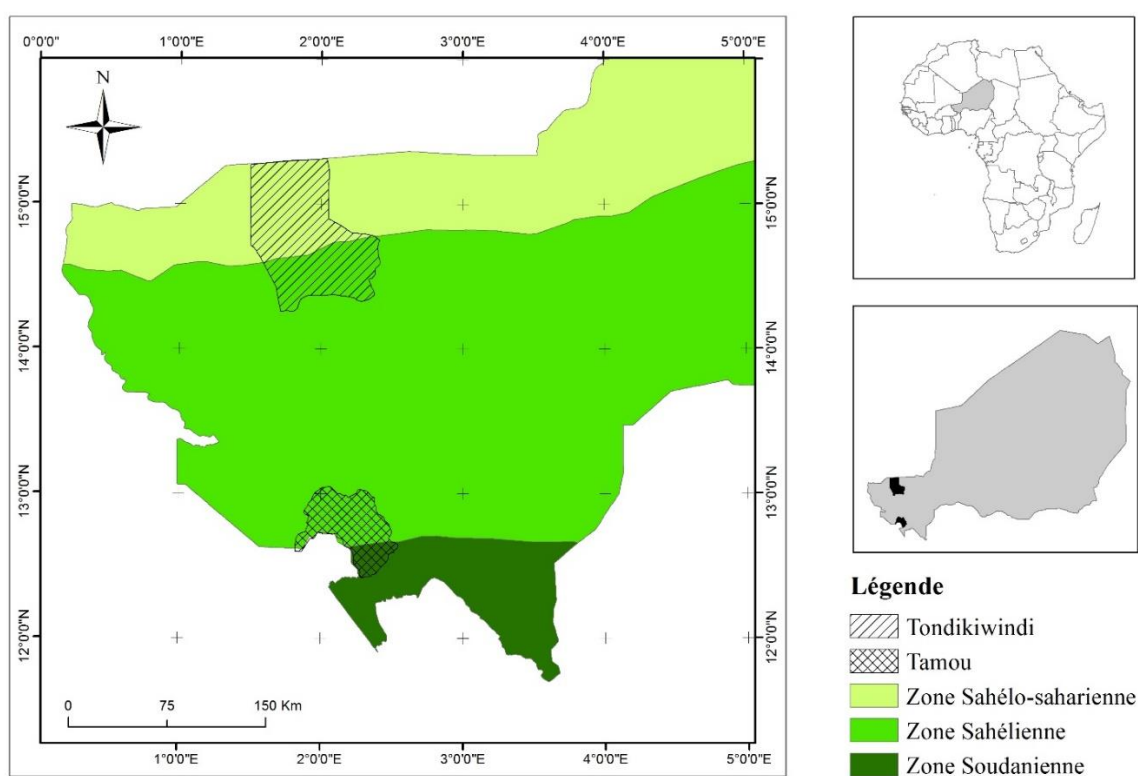 0°0'0" 1°0'0"E 2°0'0"E 3°0'0"E 4°0'0"E 5°0'0"E
N
15°0'0"N 15°0'0"N
14°0'0"N 14°0'0"N
13°0'0"N 13°0'0"N
12°0'0"N 12°0'0"N
0 75 150 Km
0°0'0" 1°0'0"E 2°0'0"E 3°0'0"E 4°0'0"E 5°0'0"E
Légende
Tondikiwindi
Tamou
Zone Sahélo-saharienne
Zone Sahélienne
Zone Soudanienne